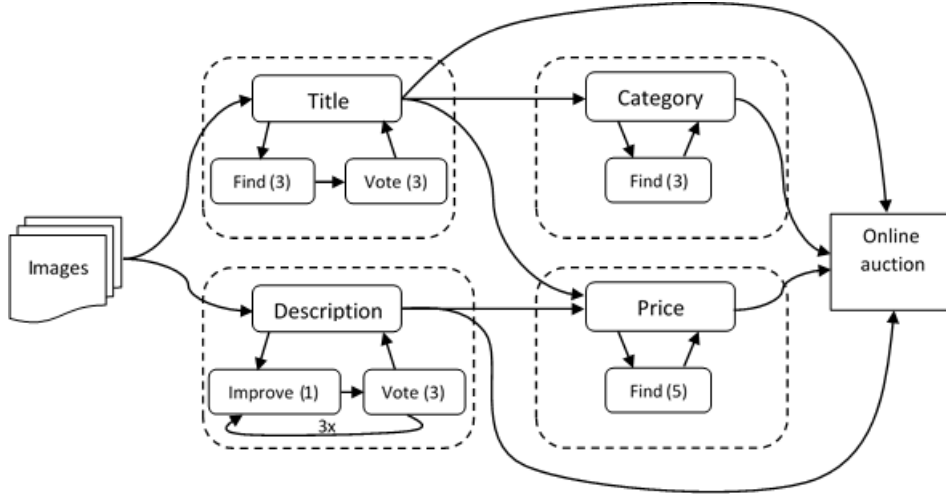 Title
Find (3)
Vote (3)
Category
Find (3)
Images
Online
auction
Description
Improve (1)
Vote (3)
3x
Price
Find (5)